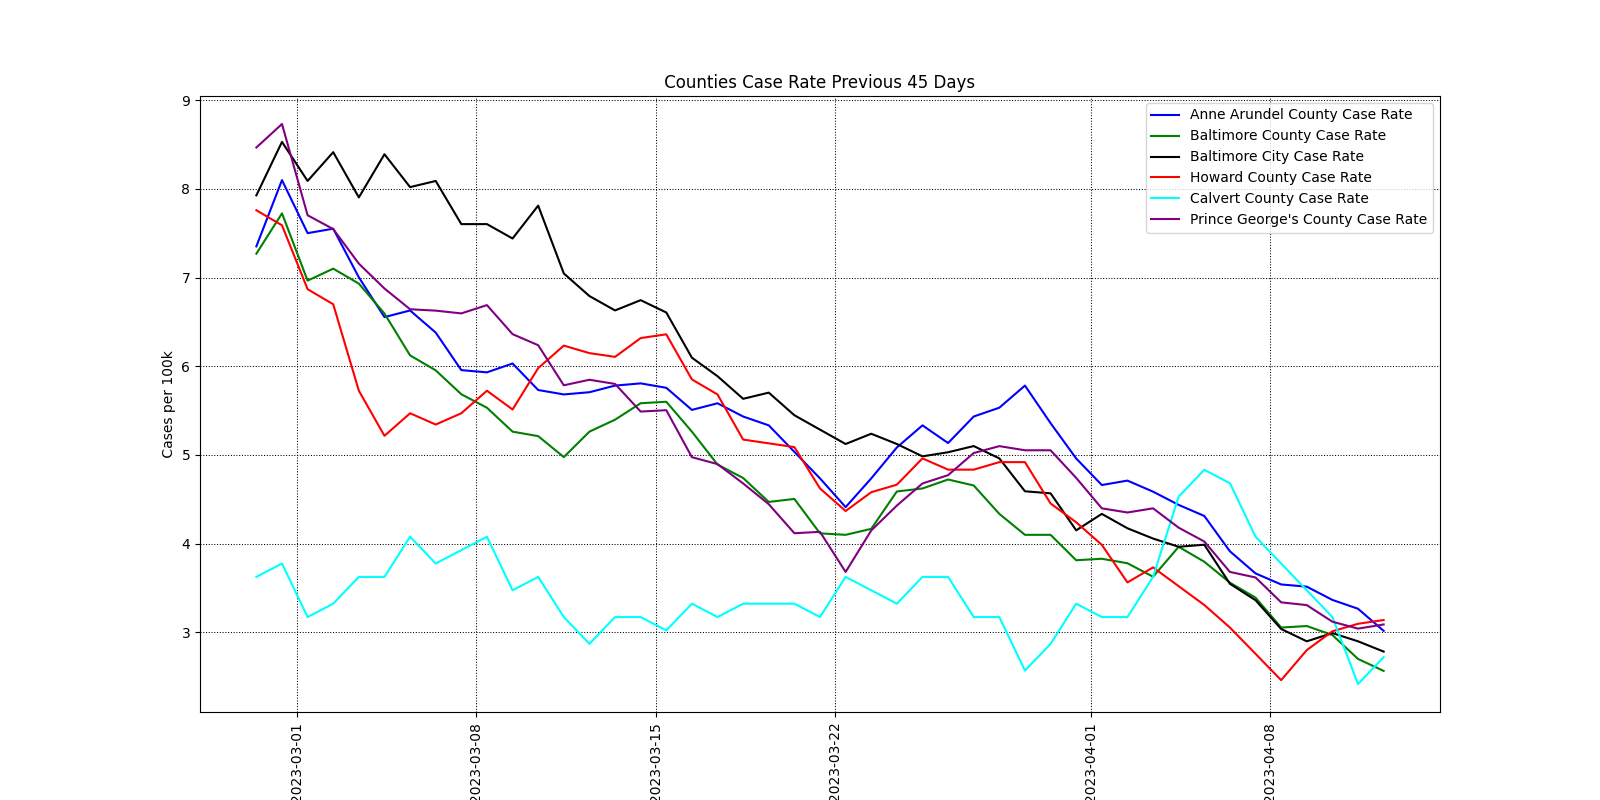 Counties Case Rate Previous 45 Days
9
8
7
6
5
4
3
Cases per 100k
Anne Arundel County Case Rate
Baltimore County Case Rate
Baltimore City Case Rate
Howard County Case Rate
Calvert County Case Rate
Prince George's County Case Rate
2023-03-01
2023-03-08
2023-03-15
2023-03-22
2023-04-01
2023-04-08